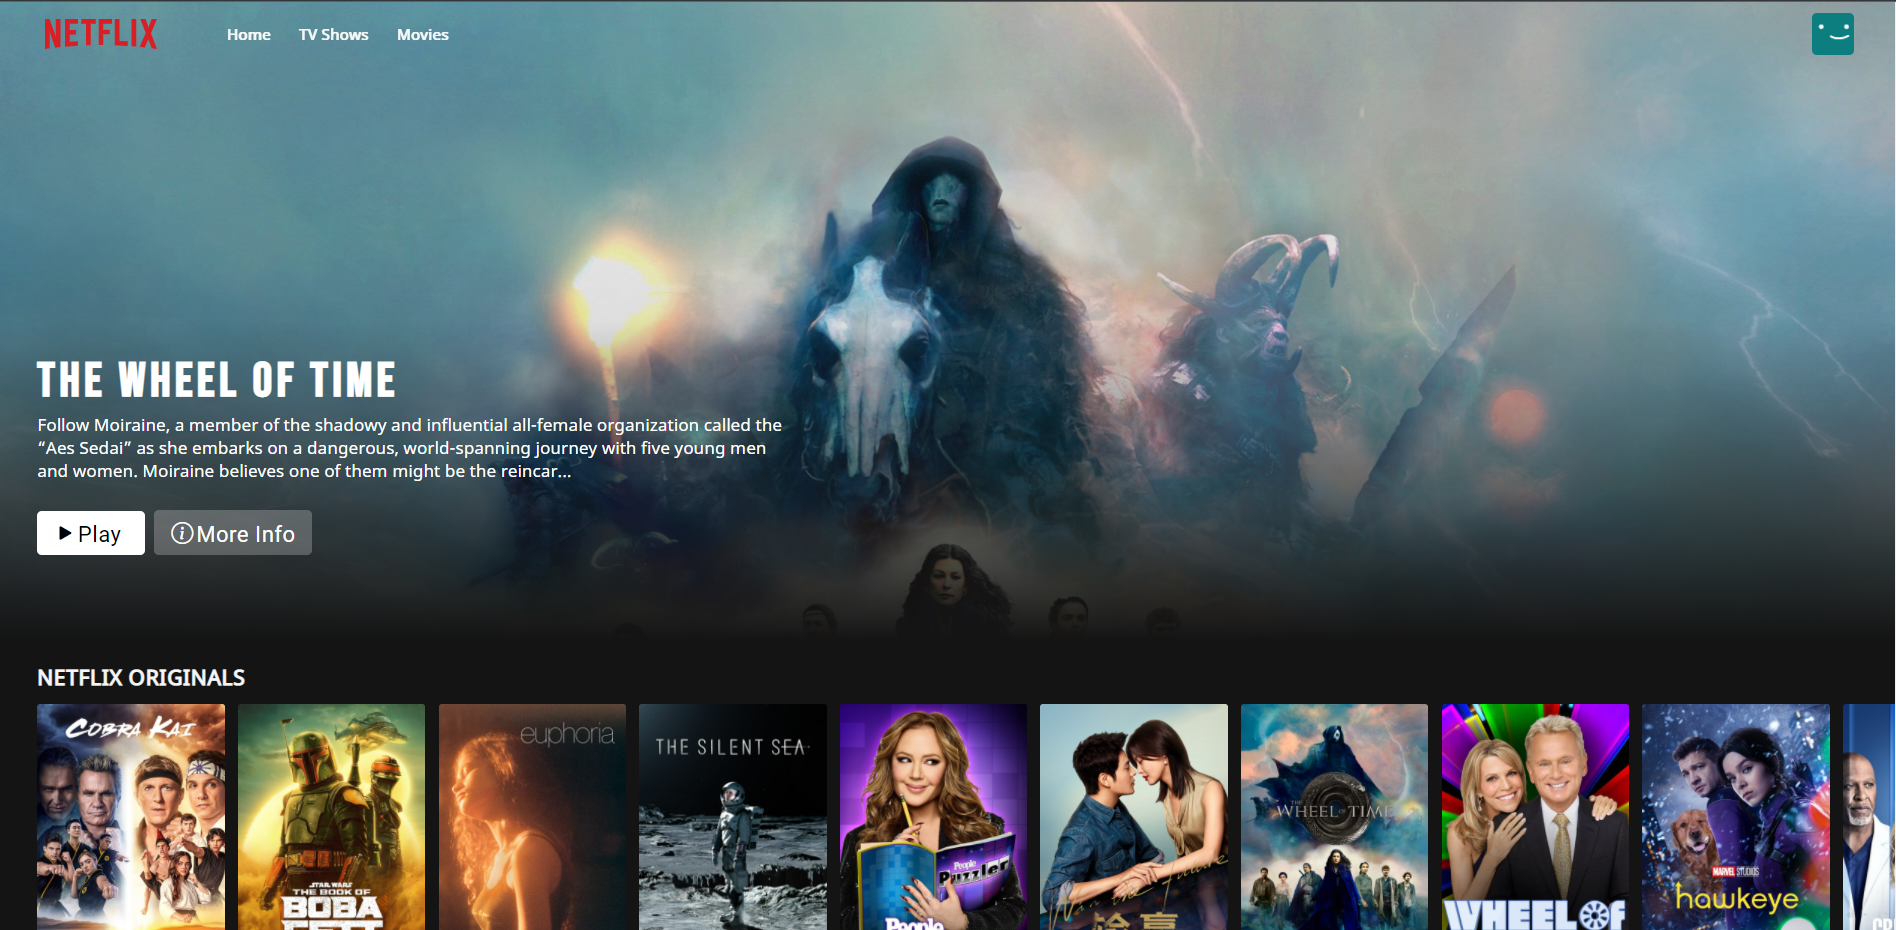 NETFLIX
Home
TV Shows
Movies
THE WHEEL OF TIME
Follow Moiraine, a member of the shadowy and influential all-female organization called the
“Aes Sedai” as she embarks on a dangerous, world-spanning journey with five young men
and women. Moiraine believes one of them might be the reincar...
Play
More Info
NETFLIX ORIGINALS
COBRA KAI
STAR WARS
THE BOOK OF
BOBA
FETT
euphoria
THE SILENT SEA
People
Puzzler
People
THE
WHEEL OF TIME
WHEEL OF
MARVEL STUDIOS
hawkeye